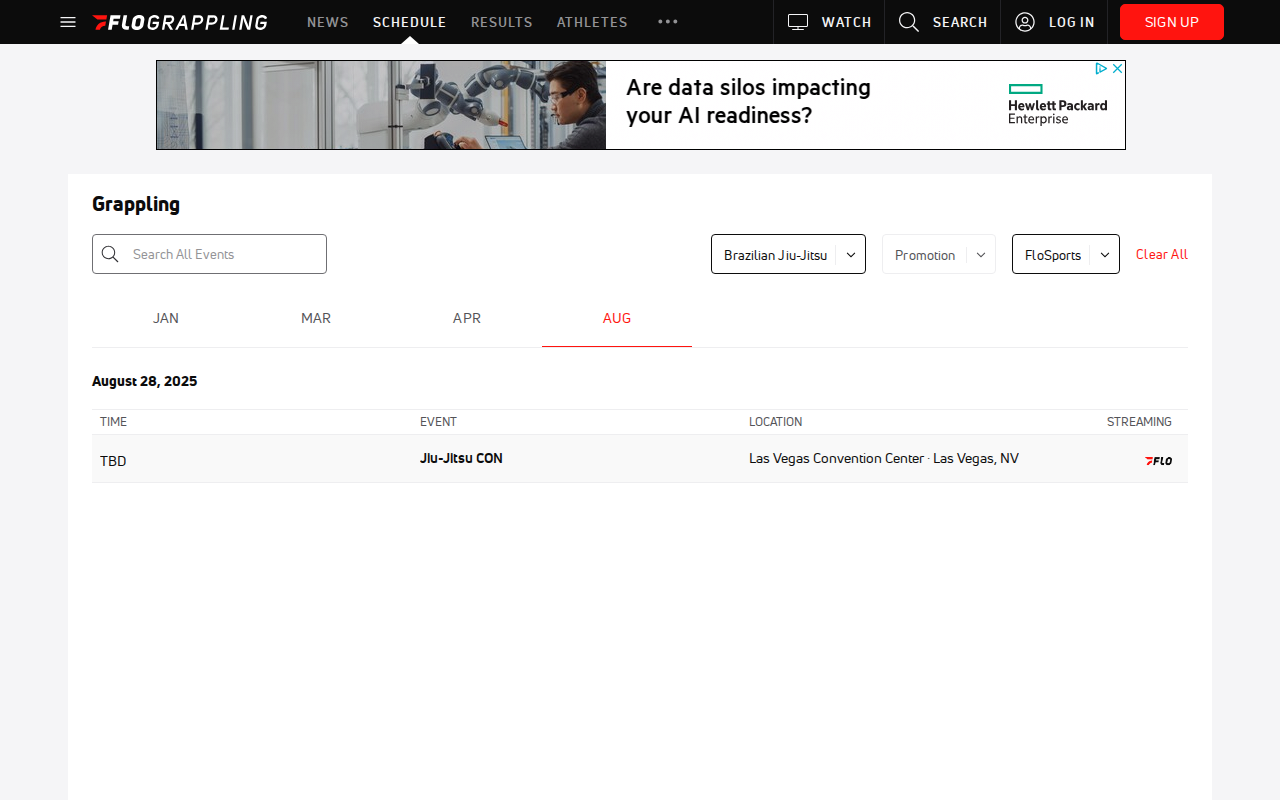 FLOGRAPPLING NEWS SCHEDULE RESULTS ATHLETES WATCH SEARCH LOG IN SIGN UP
Are data silos impacting
your AI readiness?
Hewlett Packard
Enterprise
Grappling
Search All Events
Brazilian Jiu-Jitsu
Promotion
FloSports
Clear All
JAN MAR APR AUG
August 28, 2025
TIME EVENT LOCATION STREAMING
TBD Jiu-Jitsu CON Las Vegas Convention Center · Las Vegas, NV FLO